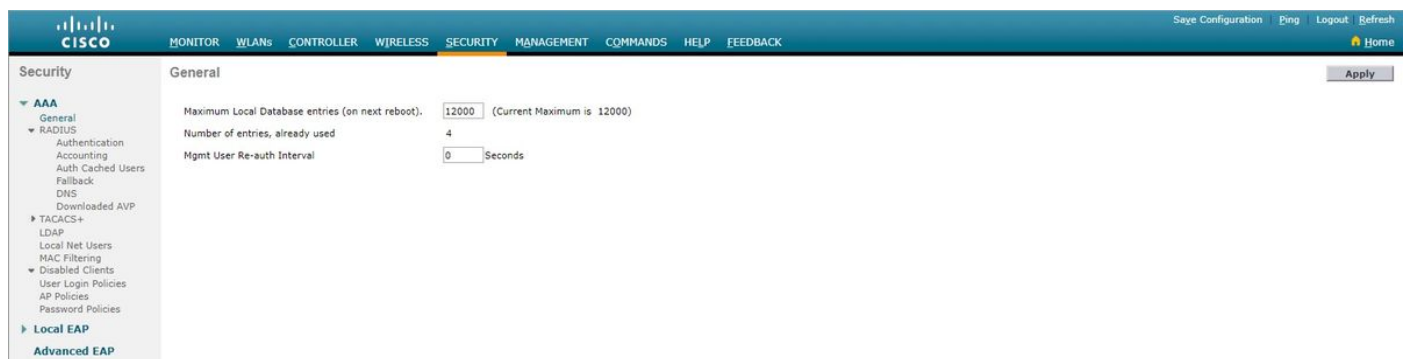 Save Configuration Ping Logout Refresh
CISCO MONITOR WLANs CONTROLLER WIRELESS SECURITY MANAGEMENT COMMANDS HELP FEEDBACK Home
Security
AAA
General
RADIUS
Authentication
Accounting
Auth Cached Users
Fallback
DNS
Downloaded AVP
TACACS+
LDAP
Local Net Users
MAC Filtering
Disabled Clients
User Login Policies
AP Policies
Password Policies
Local EAP
Advanced EAP
General Apply
Maximum Local Database entries (on next reboot). 12000 (Current Maximum is 12000)
Number of entries, already used 4
Mgmt User Re-auth Interval 0 Seconds